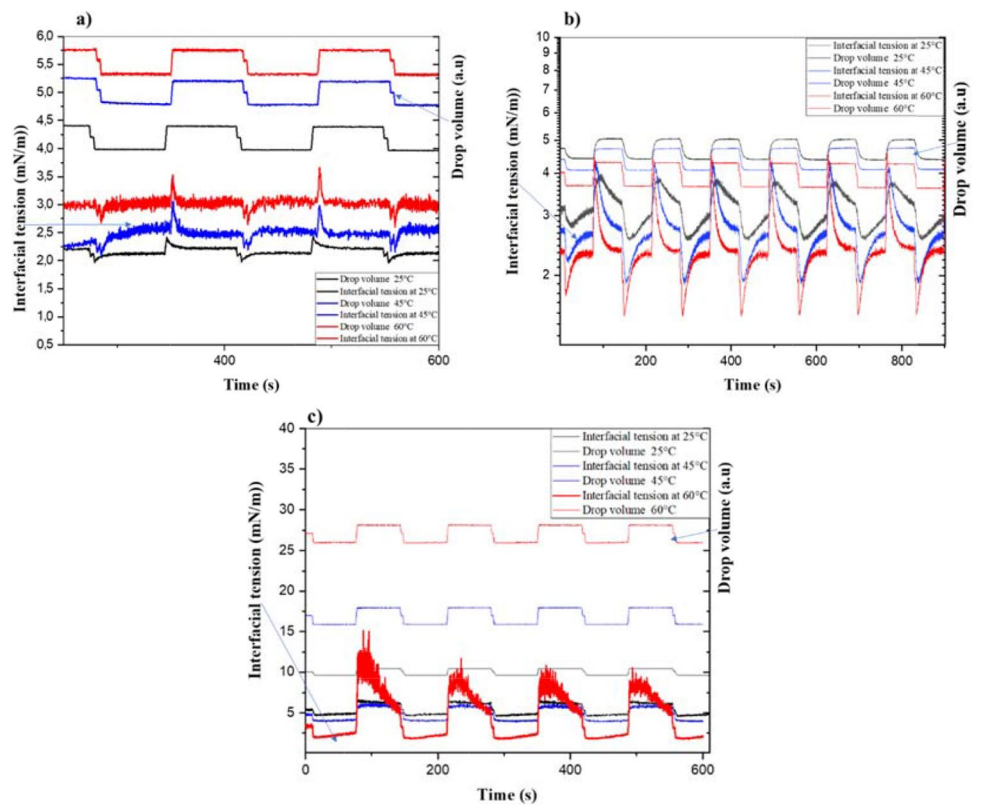 a)
6,0
5,5
5,0
4,5
4,0
3,5
3,0
2,5
2,0
1,5
1,0
0,5
Interfacial tension (mN/m))
Drop volume (a.u)
Drop volume 25°C
Interfacial tension at 25°C
Drop volume 45°C
Interfacial tension at 45°C
Drop volume 60°C
Interfacial tension at 60°C
400
600
Time (s)
b)
10
9
8
7
6
5
4
3
2
Interfacial tension (mN/m))
Drop volume (a.u)
Interfacial tension at 25°C
Drop volume 25°C
Interfacial tension at 45°C
Drop volume 45°C
Interfacial tension at 60°C
Drop volume 60°C
200
400
600
800
Time (s)
c)
40
35
30
25
20
15
10
5
Interfacial tension (mN/m))
Drop volume (a.u)
Interfacial tension at 25°C
Drop volume 25°C
Interfacial tension at 45°C
Drop volume 45°C
Interfacial tension at 60°C
Drop volume 60°C
0
200
400
600
Time (s)